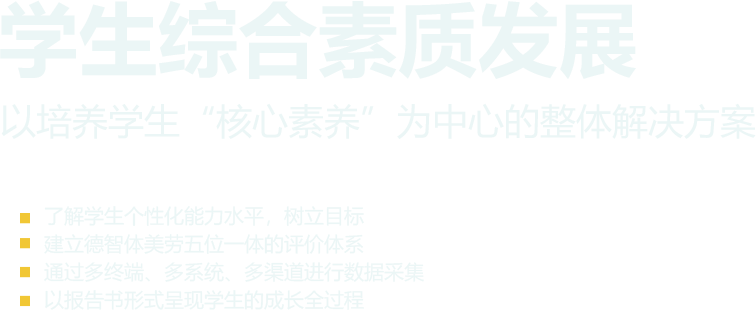 学生综合素质发展
以培养学生“核心素养”为中心的整体解决方案
了解学生个性化能力水平，树立目标
建立德智体美劳五位一体的评价体系
通过多终端、多系统、多渠道进行数据采集
以报告书形式呈现学生的成长全过程